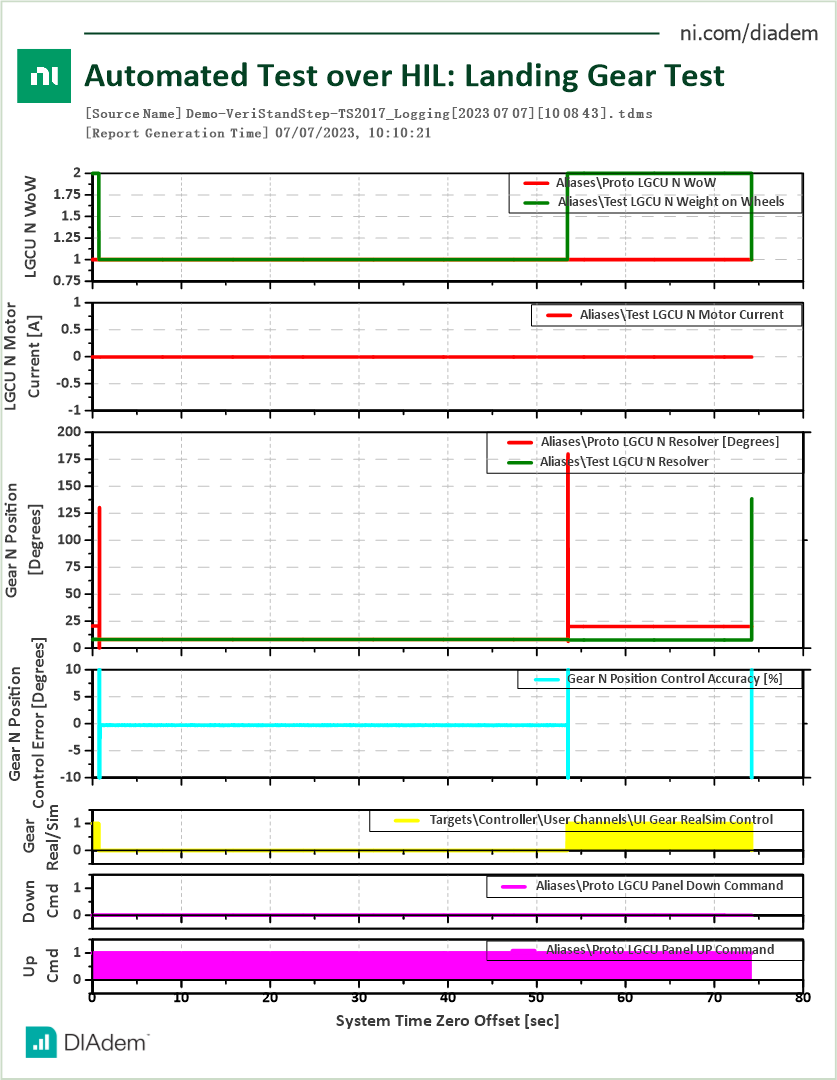 ni.com/diadem
ni
Automated Test over HIL: Landing Gear Test
[Source Name] Demo-VeriStandStep-TS2017_Logging[2023 07 07][10 08 43].tdms
[Report Generation Time] 07/07/2023, 10:10:21
LGCU N WoW
2
1.75
1.5
1.25
1
0.75
Aliases\Proto LGCU N WoW
Aliases\Test LGCU N Weight on Wheels
LGCU N Motor
Current [A]
1
0.5
0
-0.5
-1
Aliases\Test LGCU N Motor Current
Gear N Position
[Degrees]
200
175
150
125
100
75
50
25
0
Aliases\Proto LGCU N Resolver [Degrees]
Aliases\Test LGCU N Resolver
Gear N Position
Control Error [Degrees]
10
5
0
-5
-10
Gear N Position Control Accuracy [%]
Gear
Real/Sim
1
0
Targets\Controller\User Channels\UI Gear RealSim Control
Down
Cmd
1
0
Aliases\Proto LGCU Panel Down Command
Up
Cmd
1
0
Aliases\Proto LGCU Panel UP Command
0 10 20 30 40 50 60 70 80
System Time Zero Offset [sec]
DIAdem™